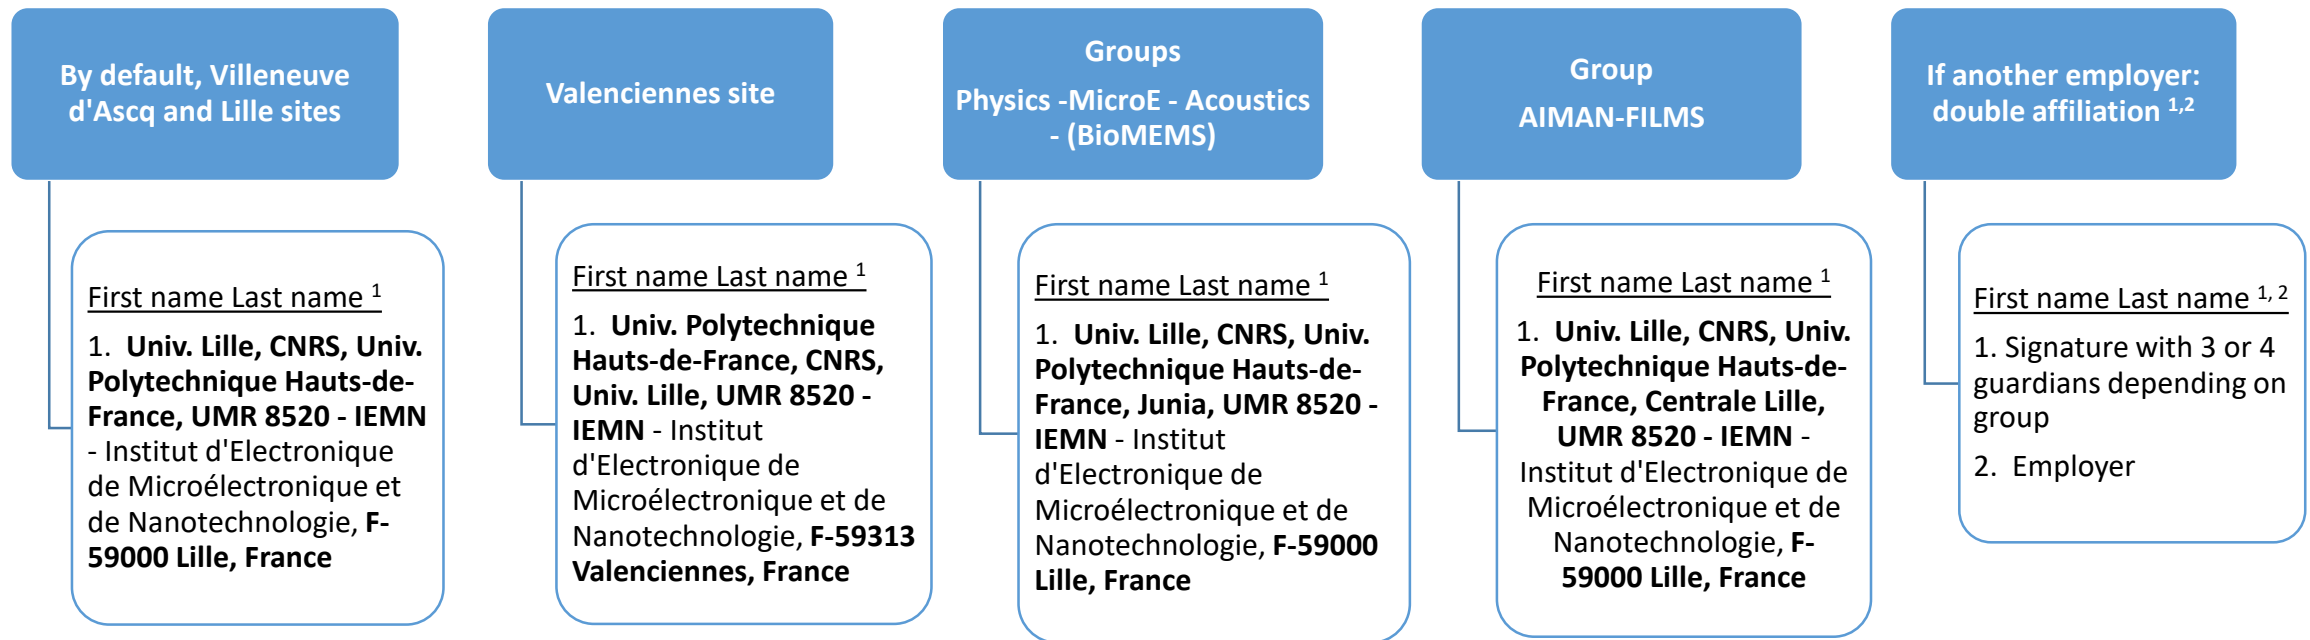 By default, Villeneuve
d'Ascq and Lille sites
First name Last name 1
1. Univ. Lille, CNRS, Univ.
Polytechnique Hauts-de-
France, UMR 8520 - IEMN
- Institut d'Electronique
de Microélectronique et
de Nanotechnologie, F-
59000 Lille, France
Valenciennes site
First name Last name 1
1. Univ. Polytechnique
Hauts-de-France, CNRS,
Univ. Lille, UMR 8520 -
IEMN - Institut
d'Electronique de
Microélectronique et de
Nanotechnologie, F-59313
Valenciennes, France
Groups
Physics -MicroE - Acoustics
- (BioMEMS)
First name Last name 1
1. Univ. Lille, CNRS, Univ.
Polytechnique Hauts-de-
France, Junia, UMR 8520 -
IEMN - Institut
d'Electronique de
Microélectronique et de
Nanotechnologie, F-59000
Lille, France
Group
AIMAN-FILMS
First name Last name 1
1. Univ. Lille, CNRS, Univ.
Polytechnique Hauts-de-
France, Centrale Lille,
UMR 8520 - IEMN -
Institut d'Electronique de
Microélectronique et de
Nanotechnologie, F-
59000 Lille, France
If another employer:
double affiliation 1,2
First name Last name 1, 2
1. Signature with 3 or 4
guardians depending on
group
2. Employer